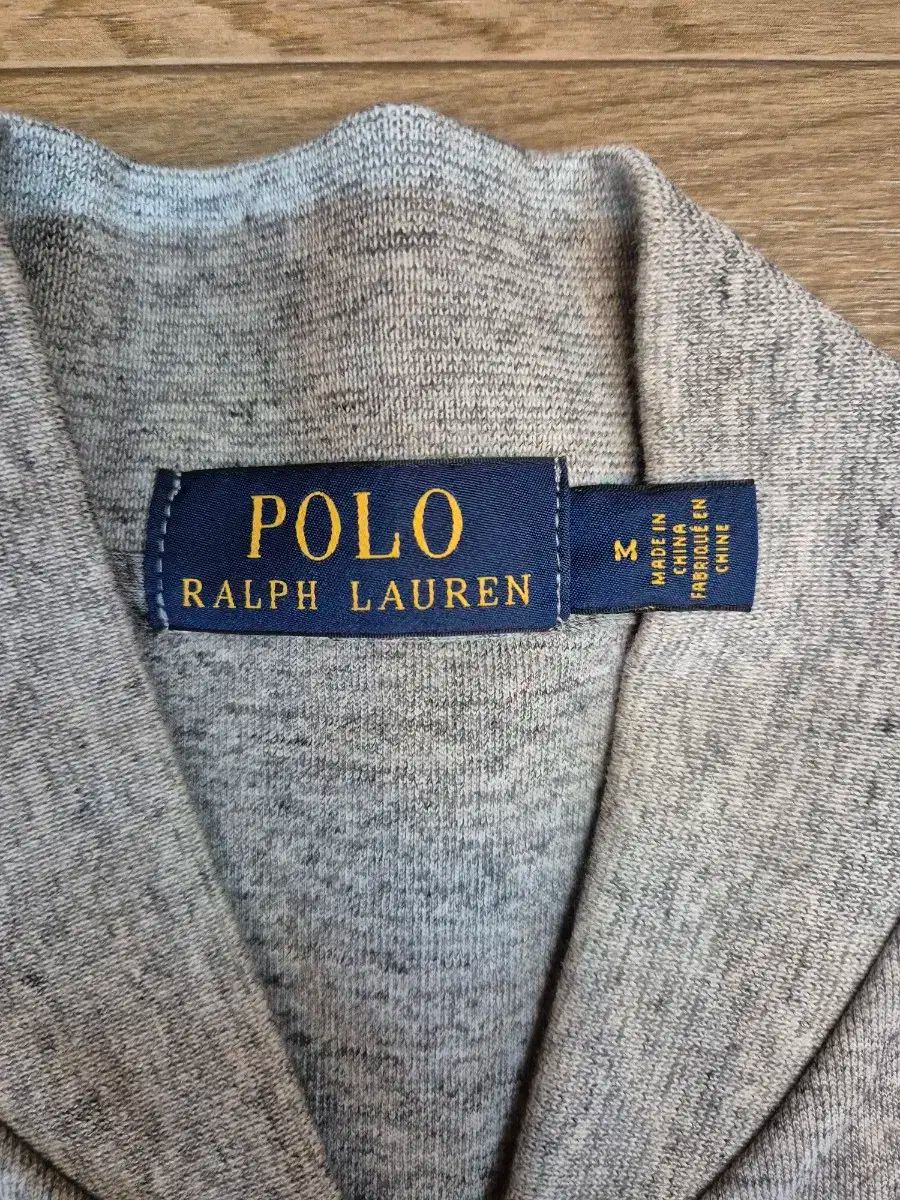 POLO
RALPH LAUREN
M
MADE IN
CHINA
FABRIQUÉ EN
CHINE